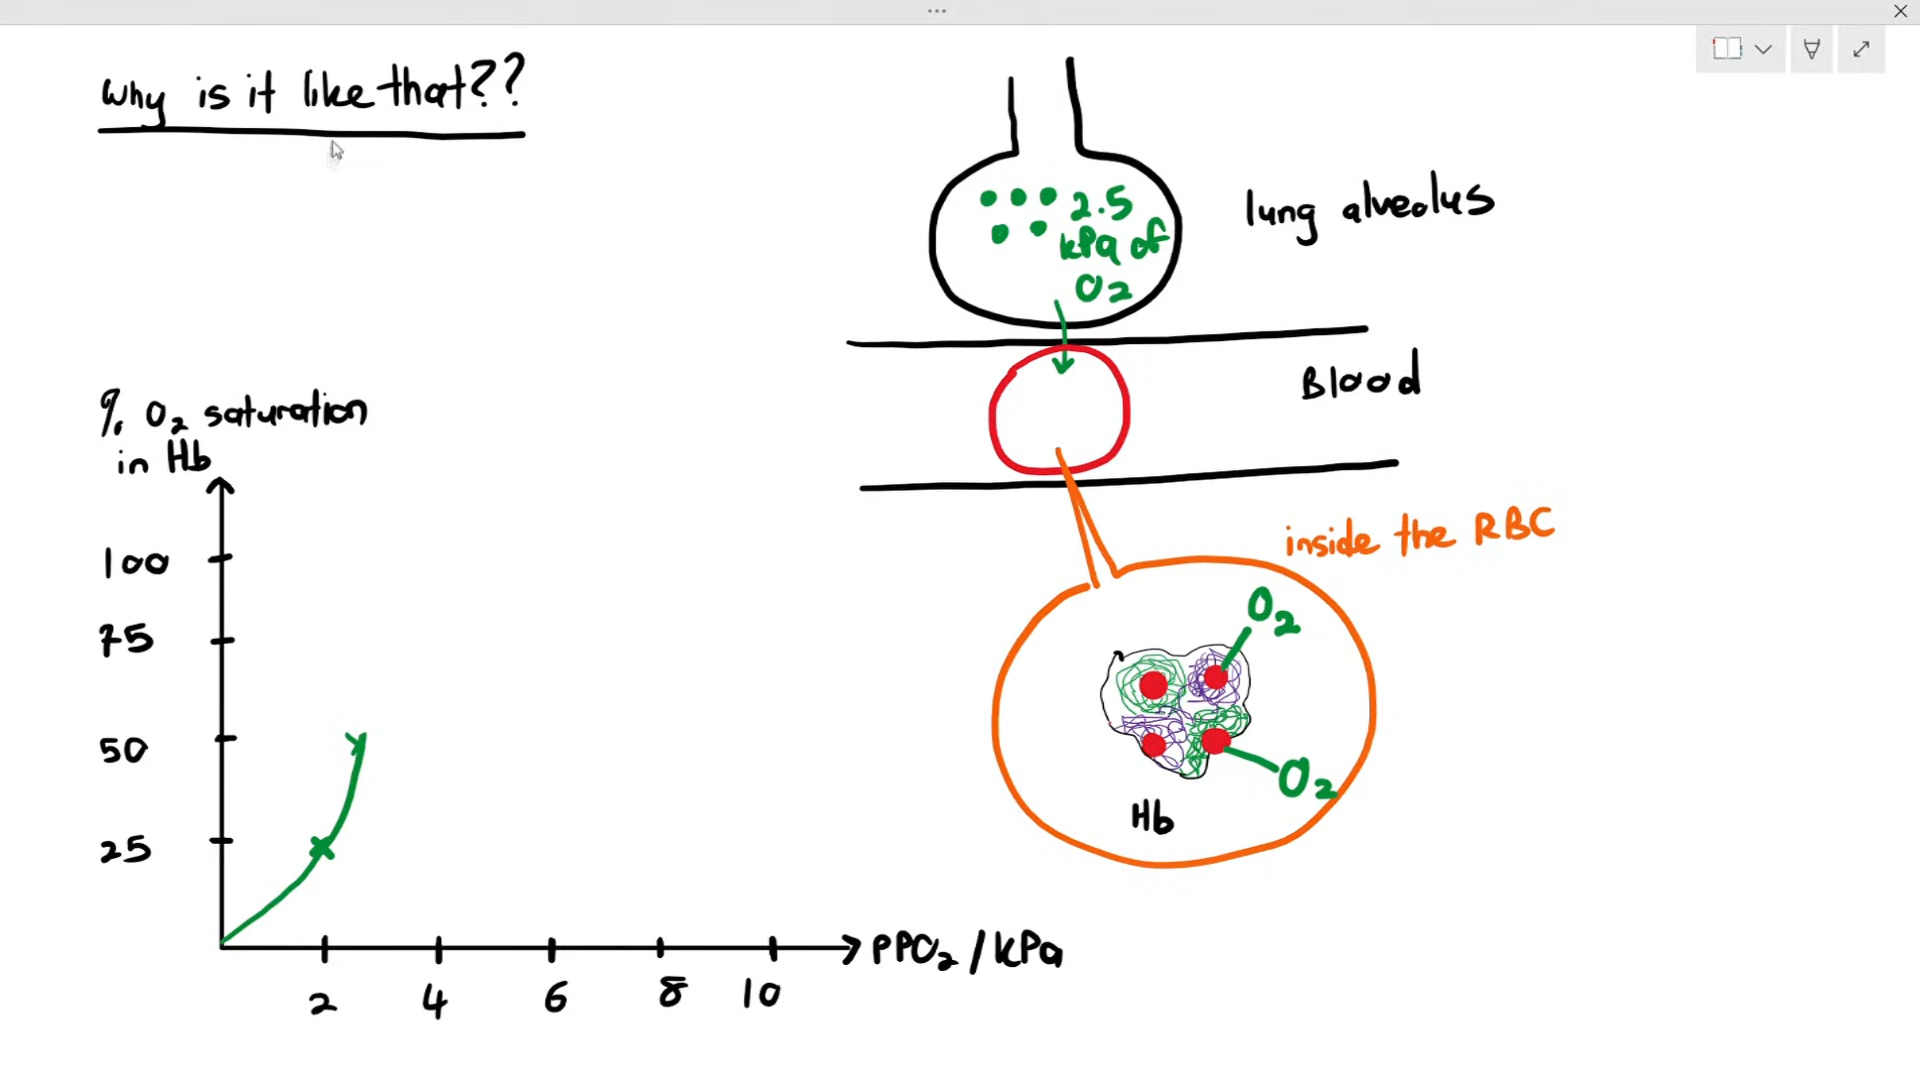 Why is it like that??
2.5
kPa of
O2
lung alveolus
Blood
% O2 saturation
in Hb
inside the RBC
O2
O2
Hb
100
75
50
25
PPO2 / kPa
2 4 6 8 10